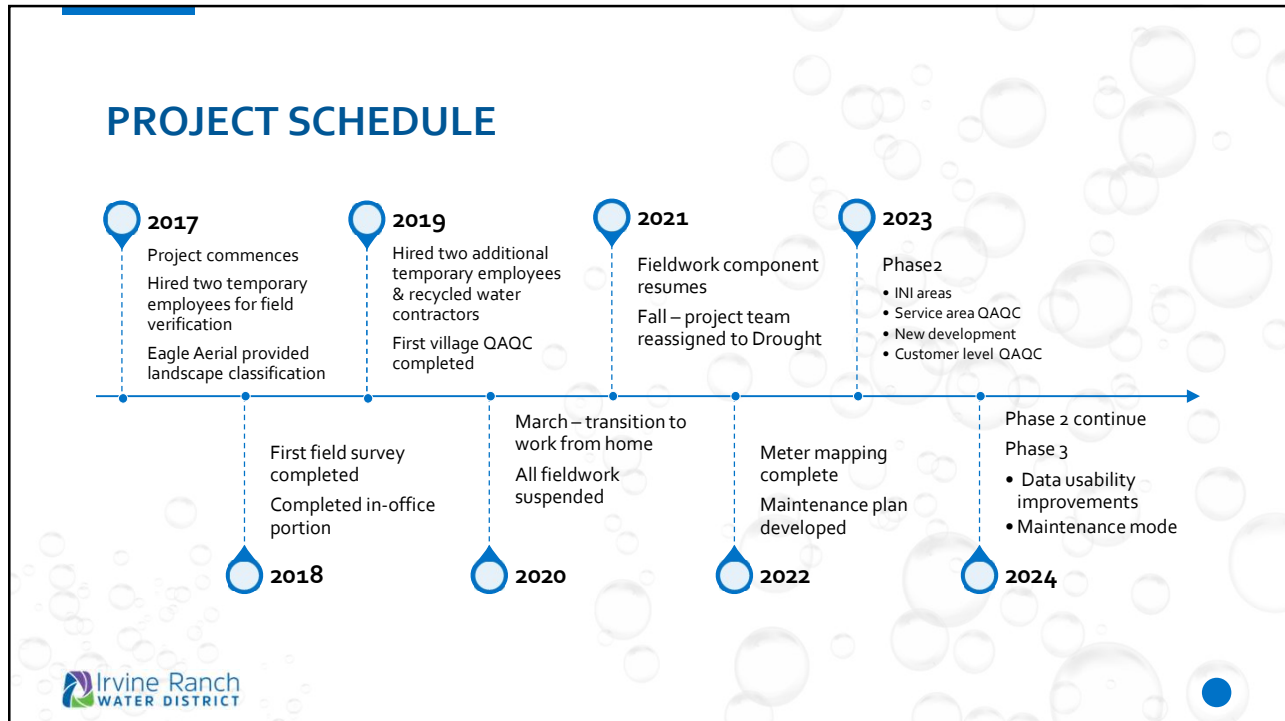 PROJECT SCHEDULE
2017
Project commences
Hired two temporary
employees for field
verification
Eagle Aerial provided
landscape classification
2018
First field survey
completed
Completed in-office
portion
2019
Hired two additional
temporary employees
& recycled water
contractors
First village QAQC
completed
2020
March – transition to
work from home
All fieldwork
suspended
2021
Fieldwork component
resumes
Fall – project team
reassigned to Drought
2022
Meter mapping
complete
Maintenance plan
developed
2023
Phase2
• INI areas
• Service area QAQC
• New development
• Customer level QAQC
2024
Phase 2 continue
Phase 3
• Data usability
improvements
• Maintenance mode
Irvine Ranch
WATER DISTRICT